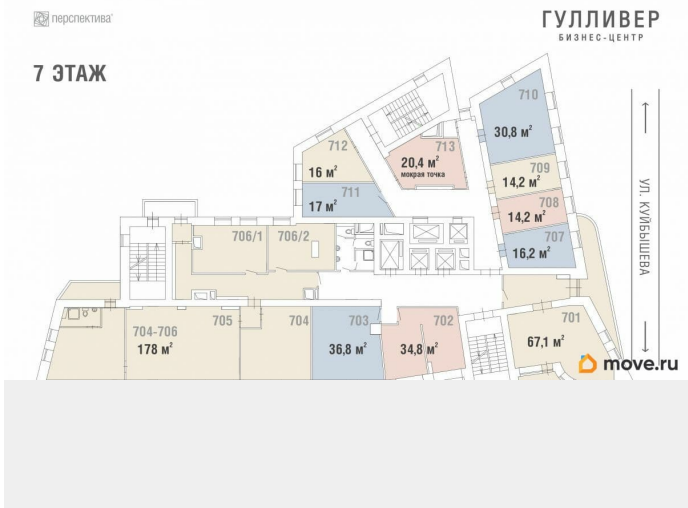 перспектива
ГУЛЛИВЕР
БИЗНЕС-ЦЕНТР
7 ЭТАЖ
710
30,8 м²
712
16 м²
713
20,4 м²
мокрая точка
709
14,2 м²
711
17 м²
708
14,2 м²
707
16,2 м²
УЛ. КУЙБЫШЕВА
706/1
706/2
704-706
178 м²
705
704
703
36,8 м²
702
34,8 м²
701
67,1 м²
move.ru